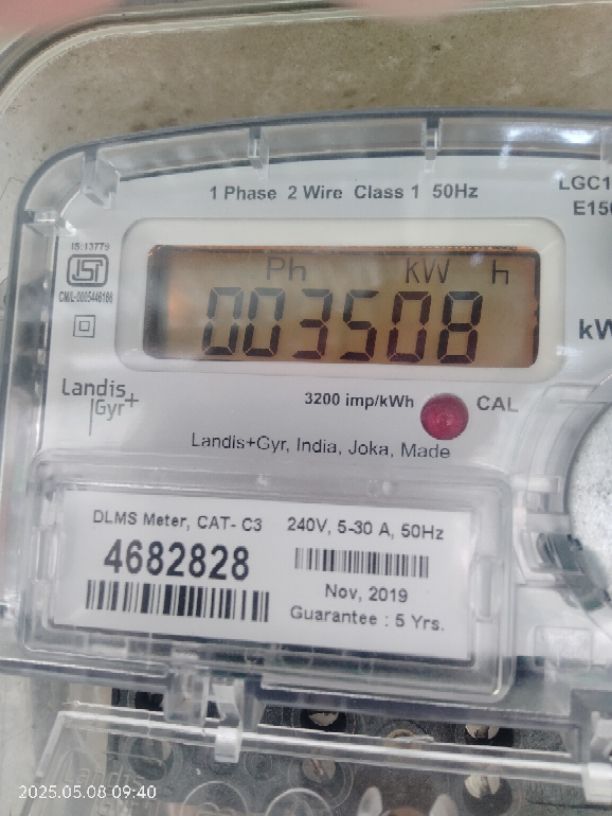 1 Phase 2 Wire Class 1 50Hz
LGC1
E150
IS:13779
ISI
Ph kW h
003508
kW
Landis+
Gyr
3200 imp/kWh
CAL
Landis+Gyr, India, Joka, Made
DLMS Meter, CAT- C3
240V, 5-30 A, 50Hz
4682828
Nov, 2019
Guarantee : 5 Yrs.
2025.05.08 09:40